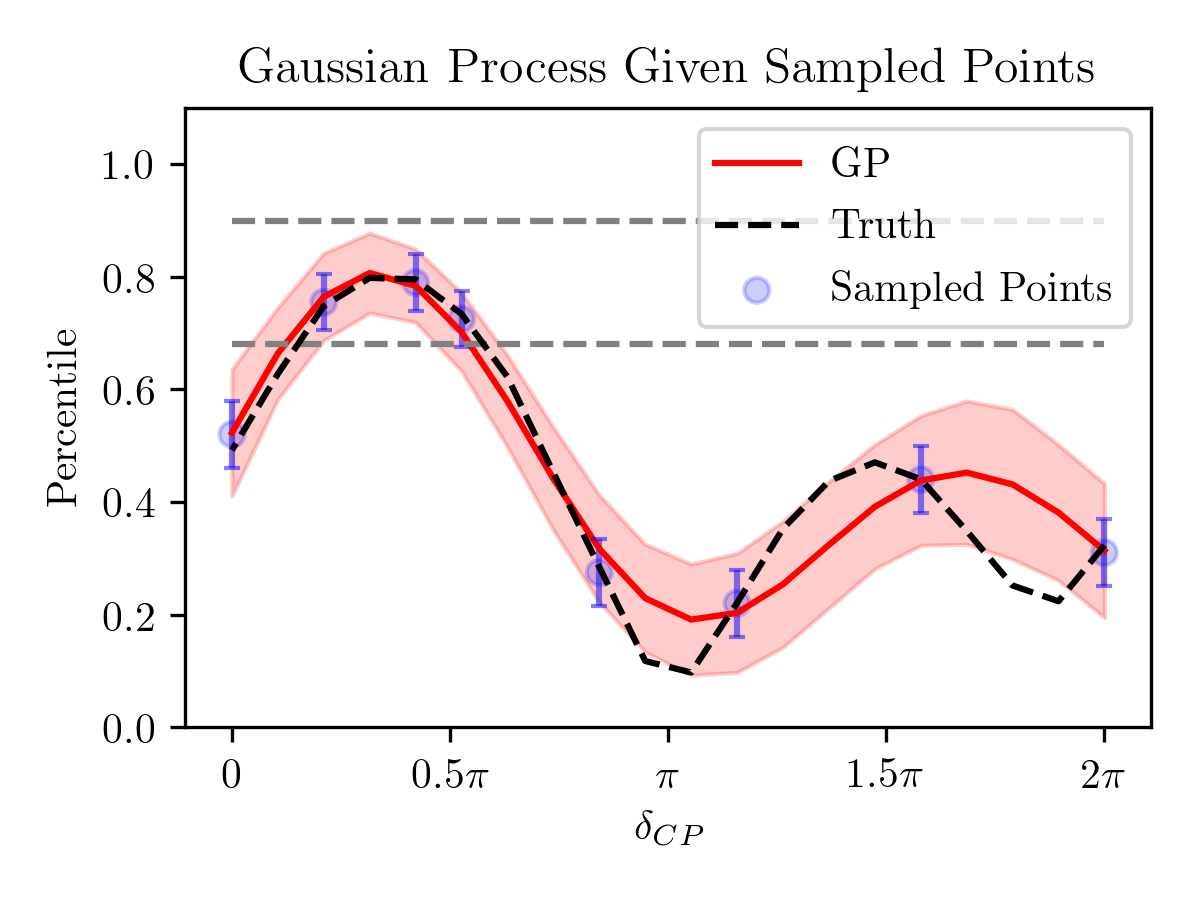 Gaussian Process Given Sampled Points
GP
Truth
Sampled Points
Percentile
1.0
0.8
0.6
0.4
0.2
0.0
0 0.5π π 1.5π 2π
δCP